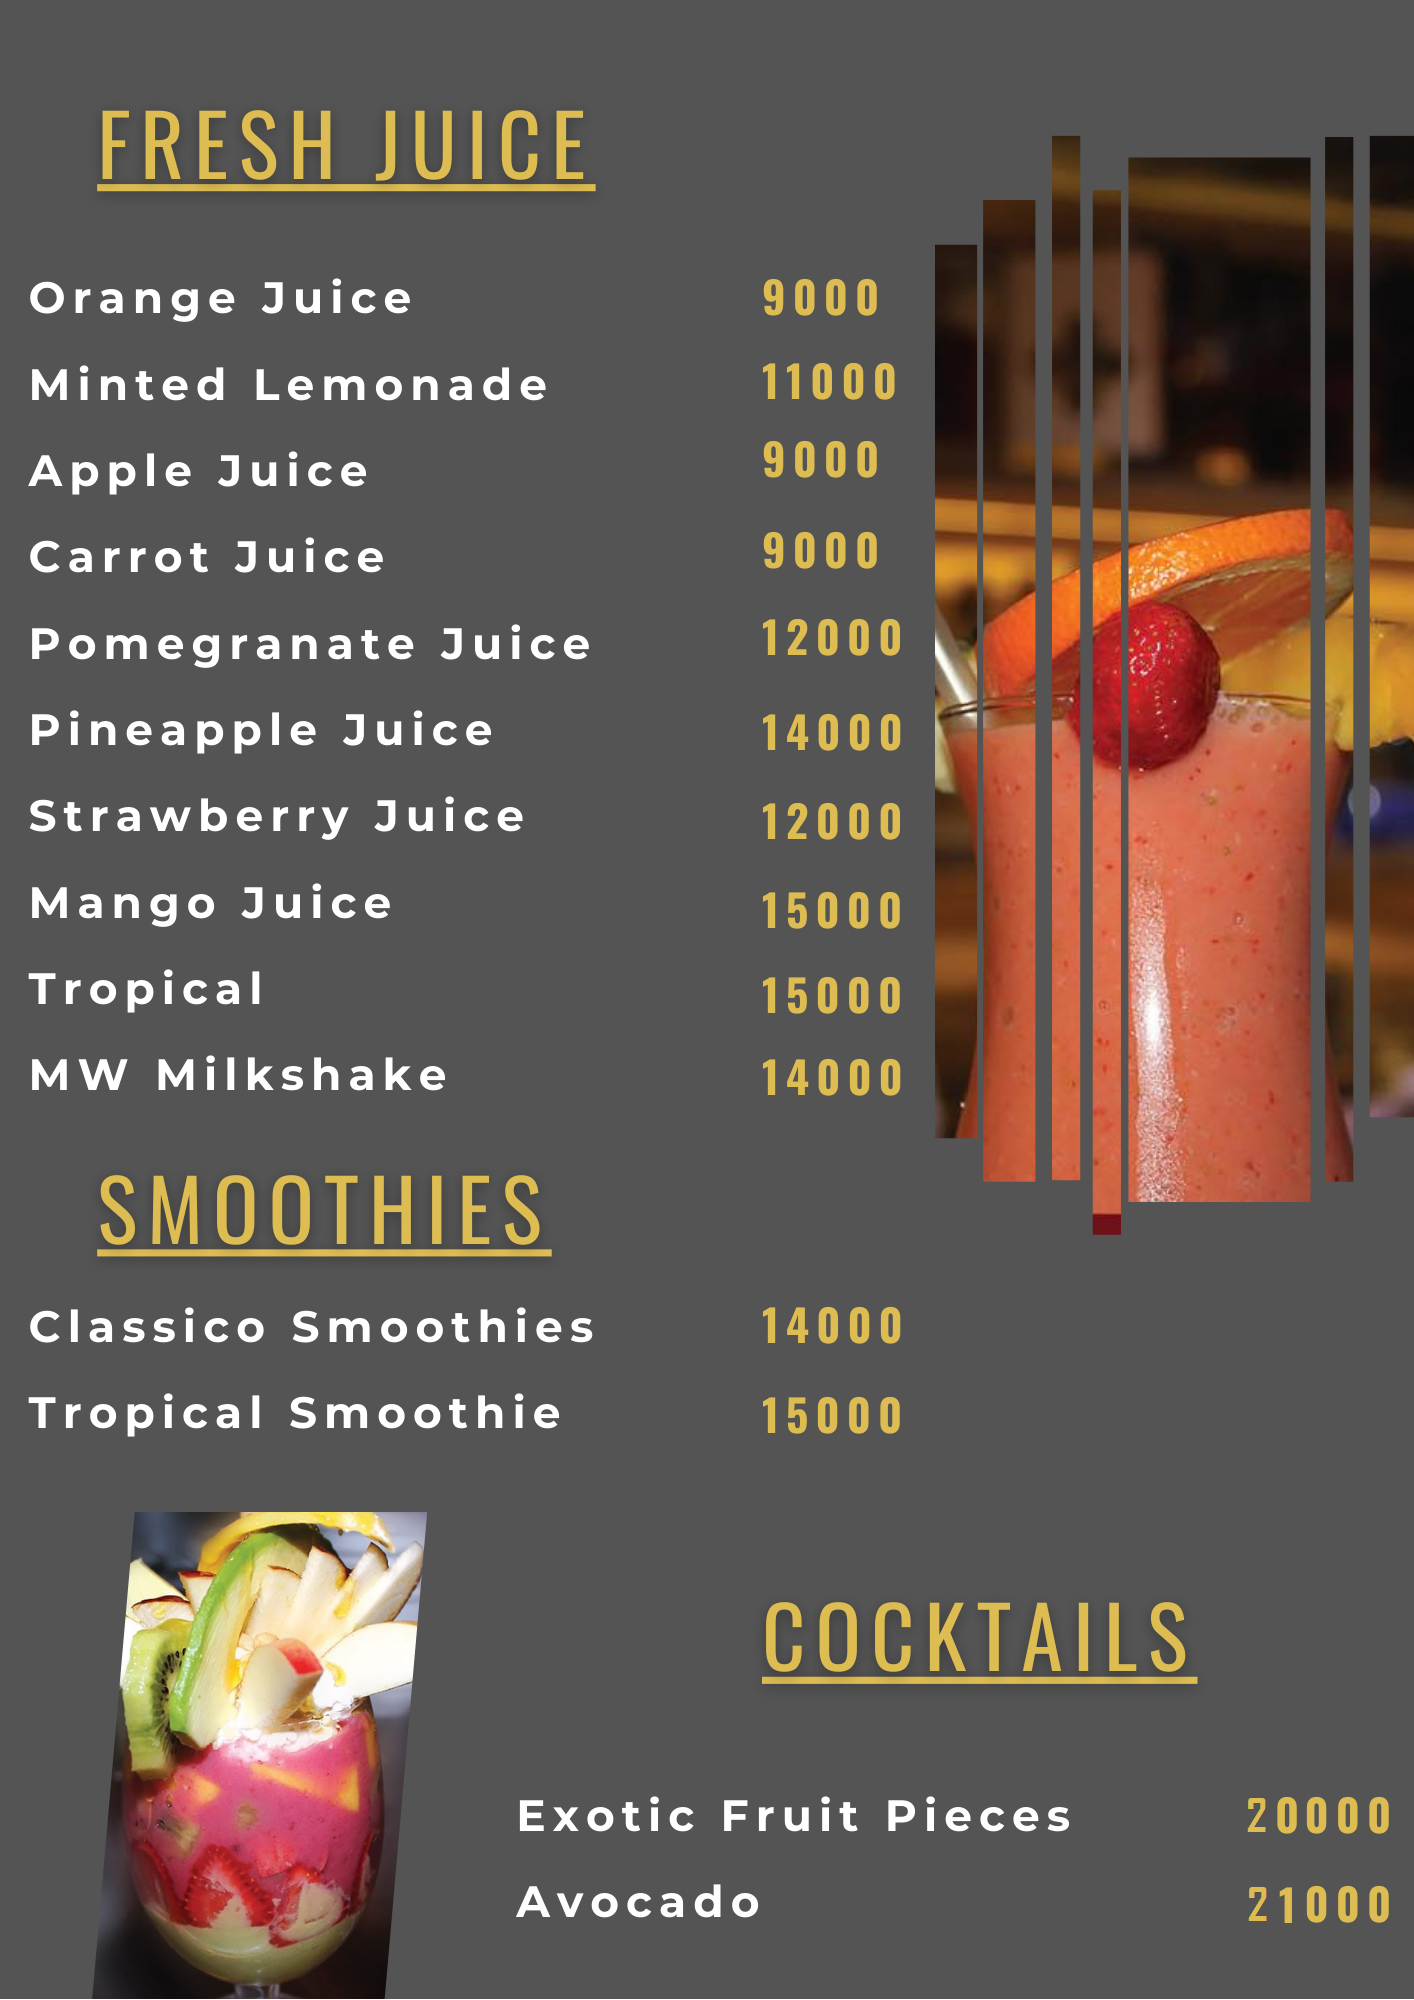 FRESH JUICE
Orange Juice 9000
Minted Lemonade 11000
Apple Juice 9000
Carrot Juice 9000
Pomegranate Juice 12000
Pineapple Juice 14000
Strawberry Juice 12000
Mango Juice 15000
Tropical 15000
MW Milkshake 14000
SMOOTHIES
Classico Smoothies 14000
Tropical Smoothie 15000
COCKTAILS
Exotic Fruit Pieces 20000
Avocado 21000